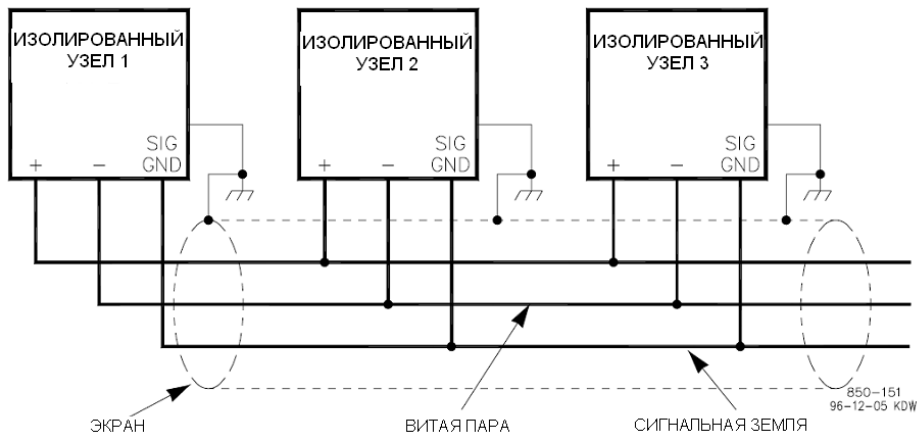 ИЗОЛИРОВАННЫЙ
УЗЕЛ 1
ИЗОЛИРОВАННЫЙ
УЗЕЛ 2
ИЗОЛИРОВАННЫЙ
УЗЕЛ 3
+ − SIG
GND
+ − SIG
GND
+ − SIG
GND
850-151
96-12-05 KDW
ЭКРАН
ВИТАЯ ПАРА
СИГНАЛЬНАЯ ЗЕМЛЯ